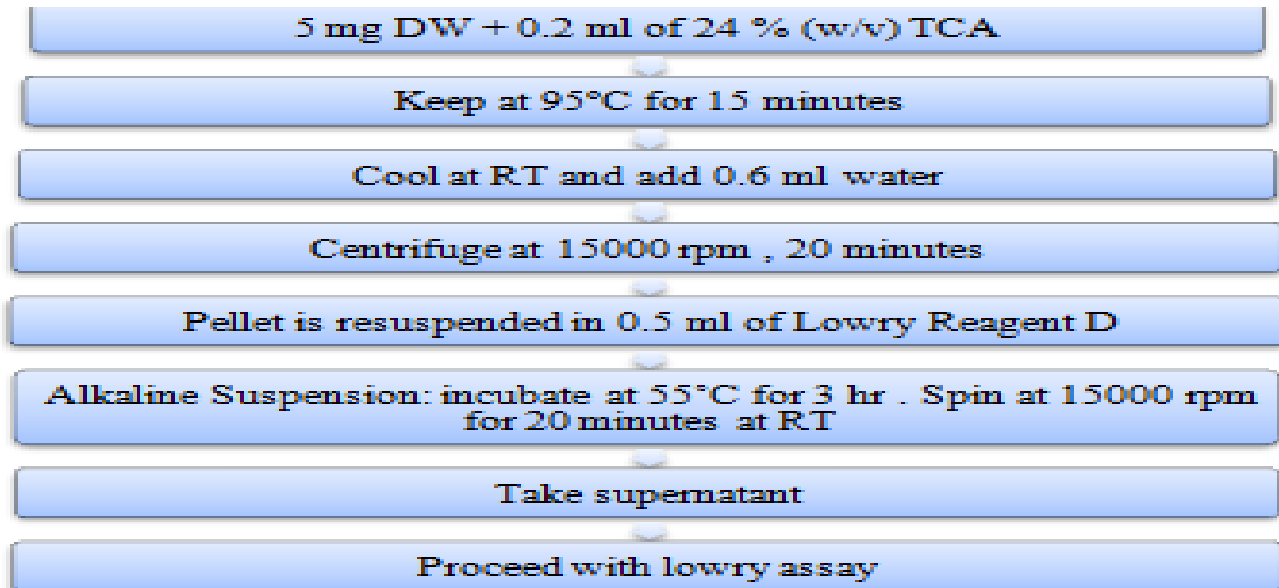 5 mg DW + 0.2 ml of 24 % (w/v) TCA
Keep at 95°C for 15 minutes
Cool at RT and add 0.6 ml water
Centrifuge at 15000 rpm , 20 minutes
Pellet is resuspended in 0.5 ml of Lowry Reagent D
Alkaline Suspension: incubate at 55°C for 3 hr . Spin at 15000 rpm
for 20 minutes at RT
Take supernatant
Proceed with lowry assay